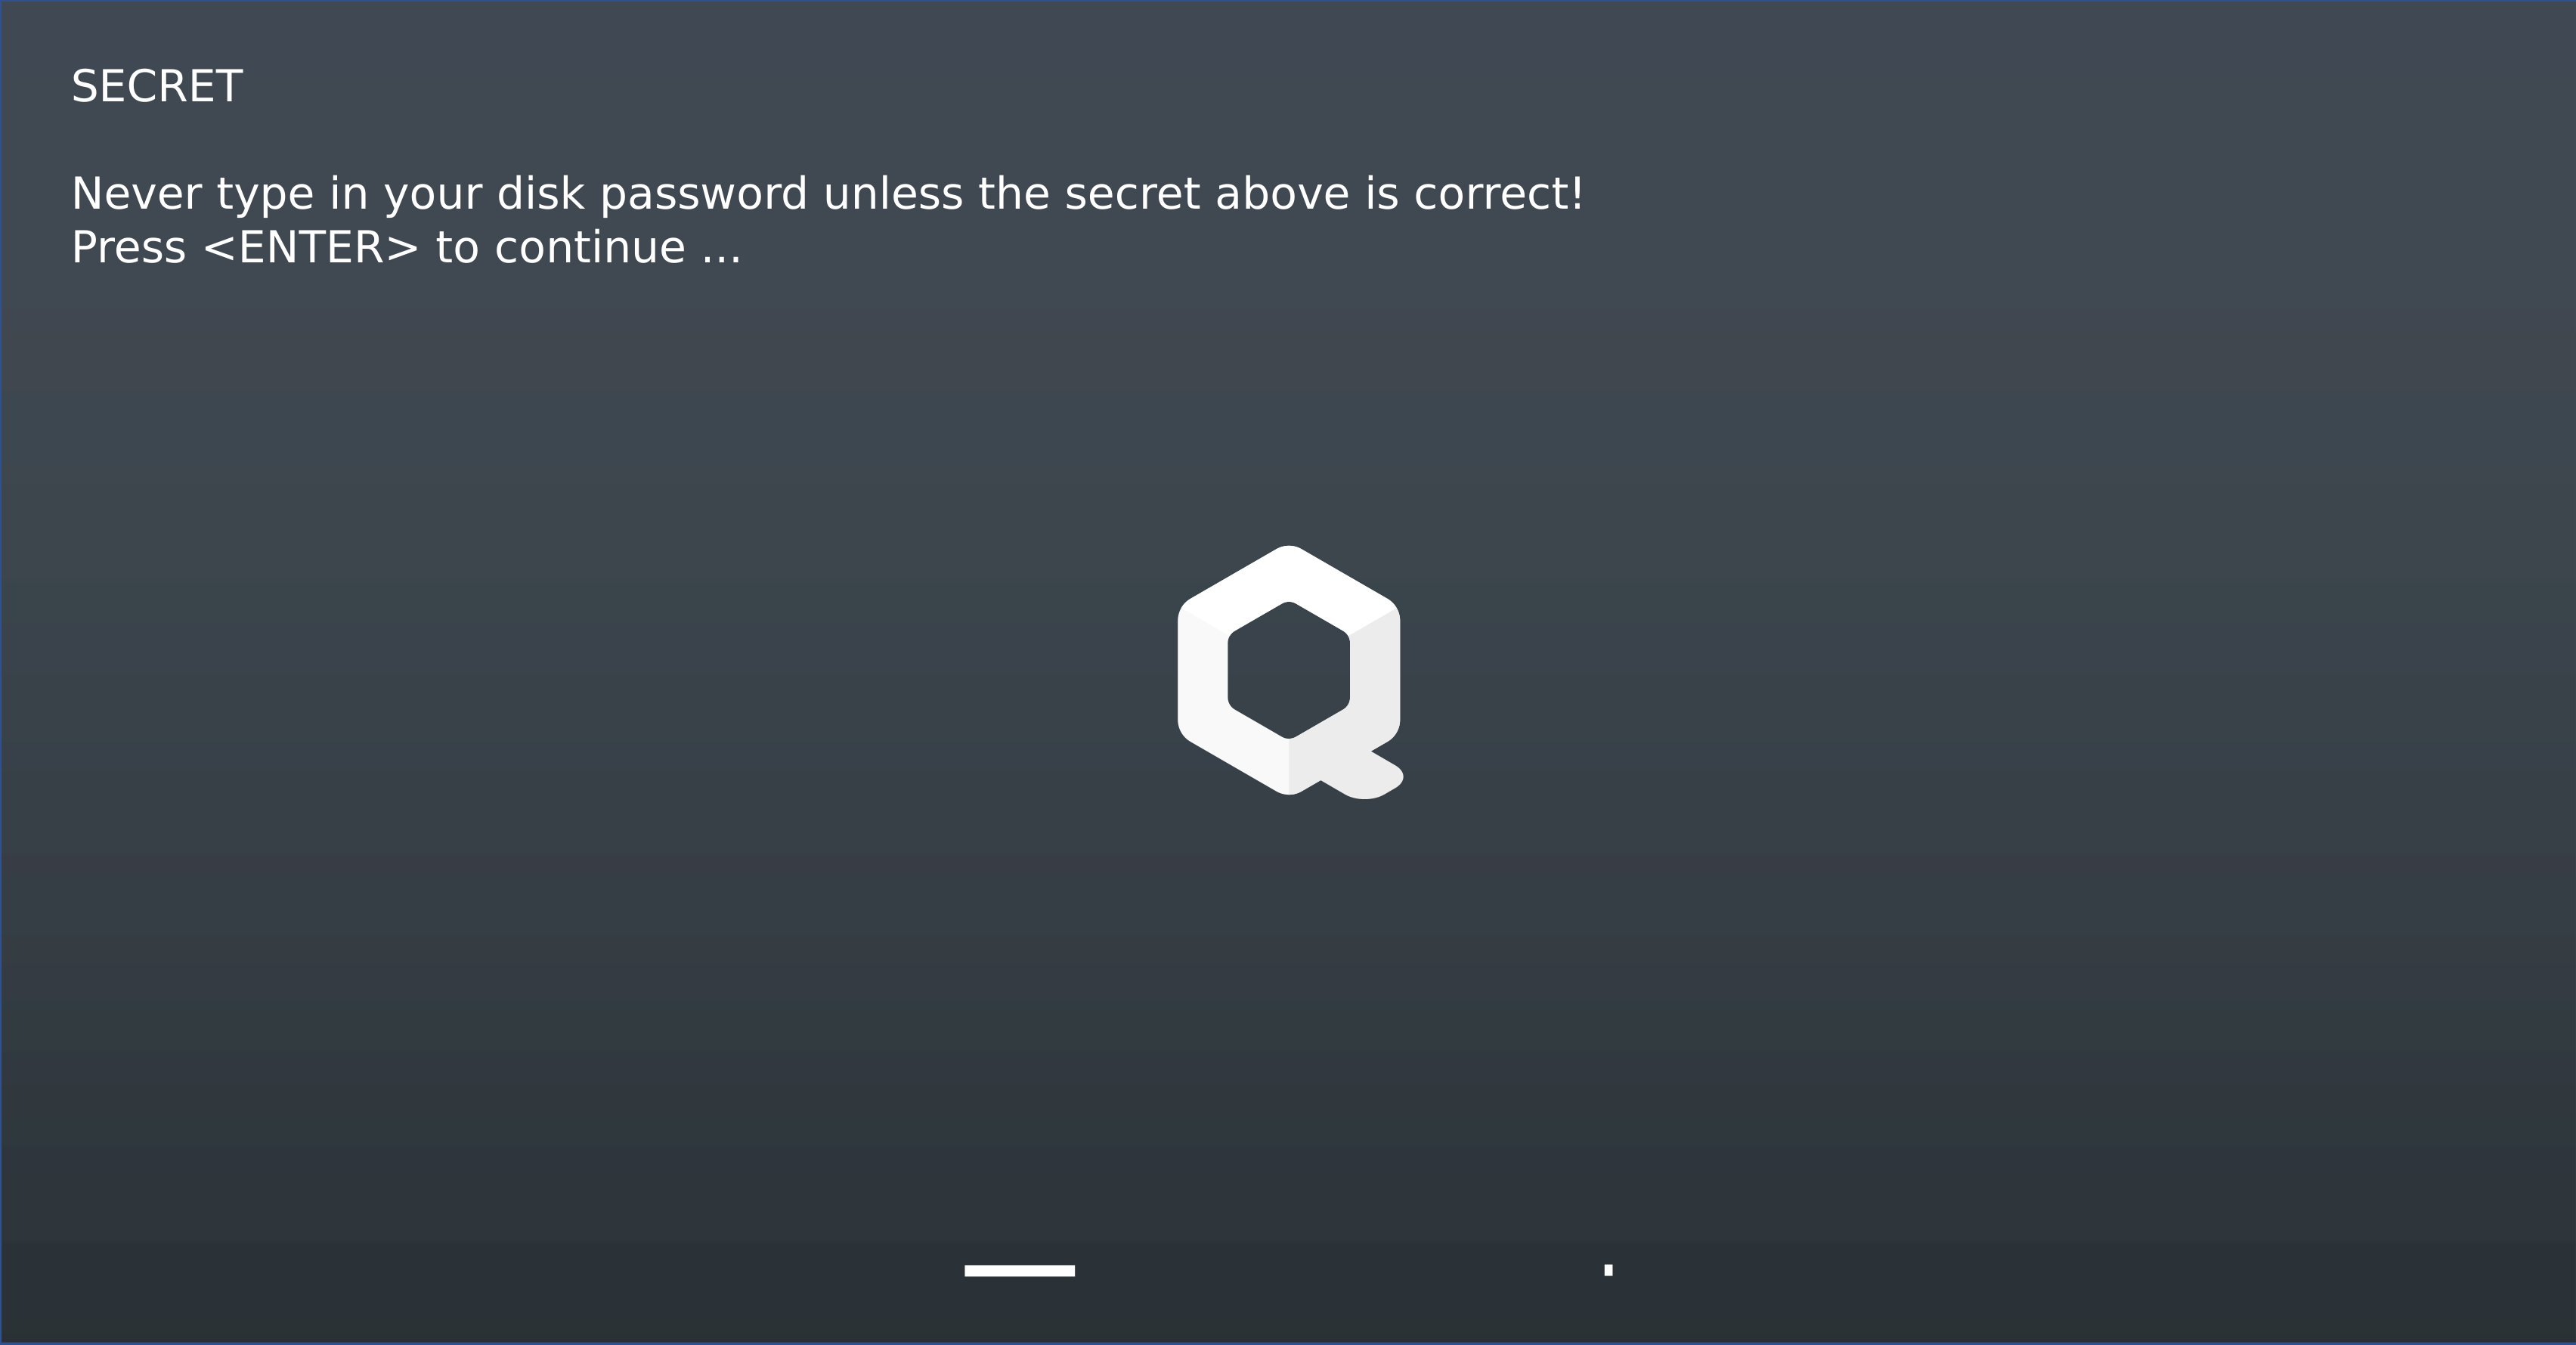 SECRET
Never type in your disk password unless the secret above is correct!
Press <ENTER> to continue ...